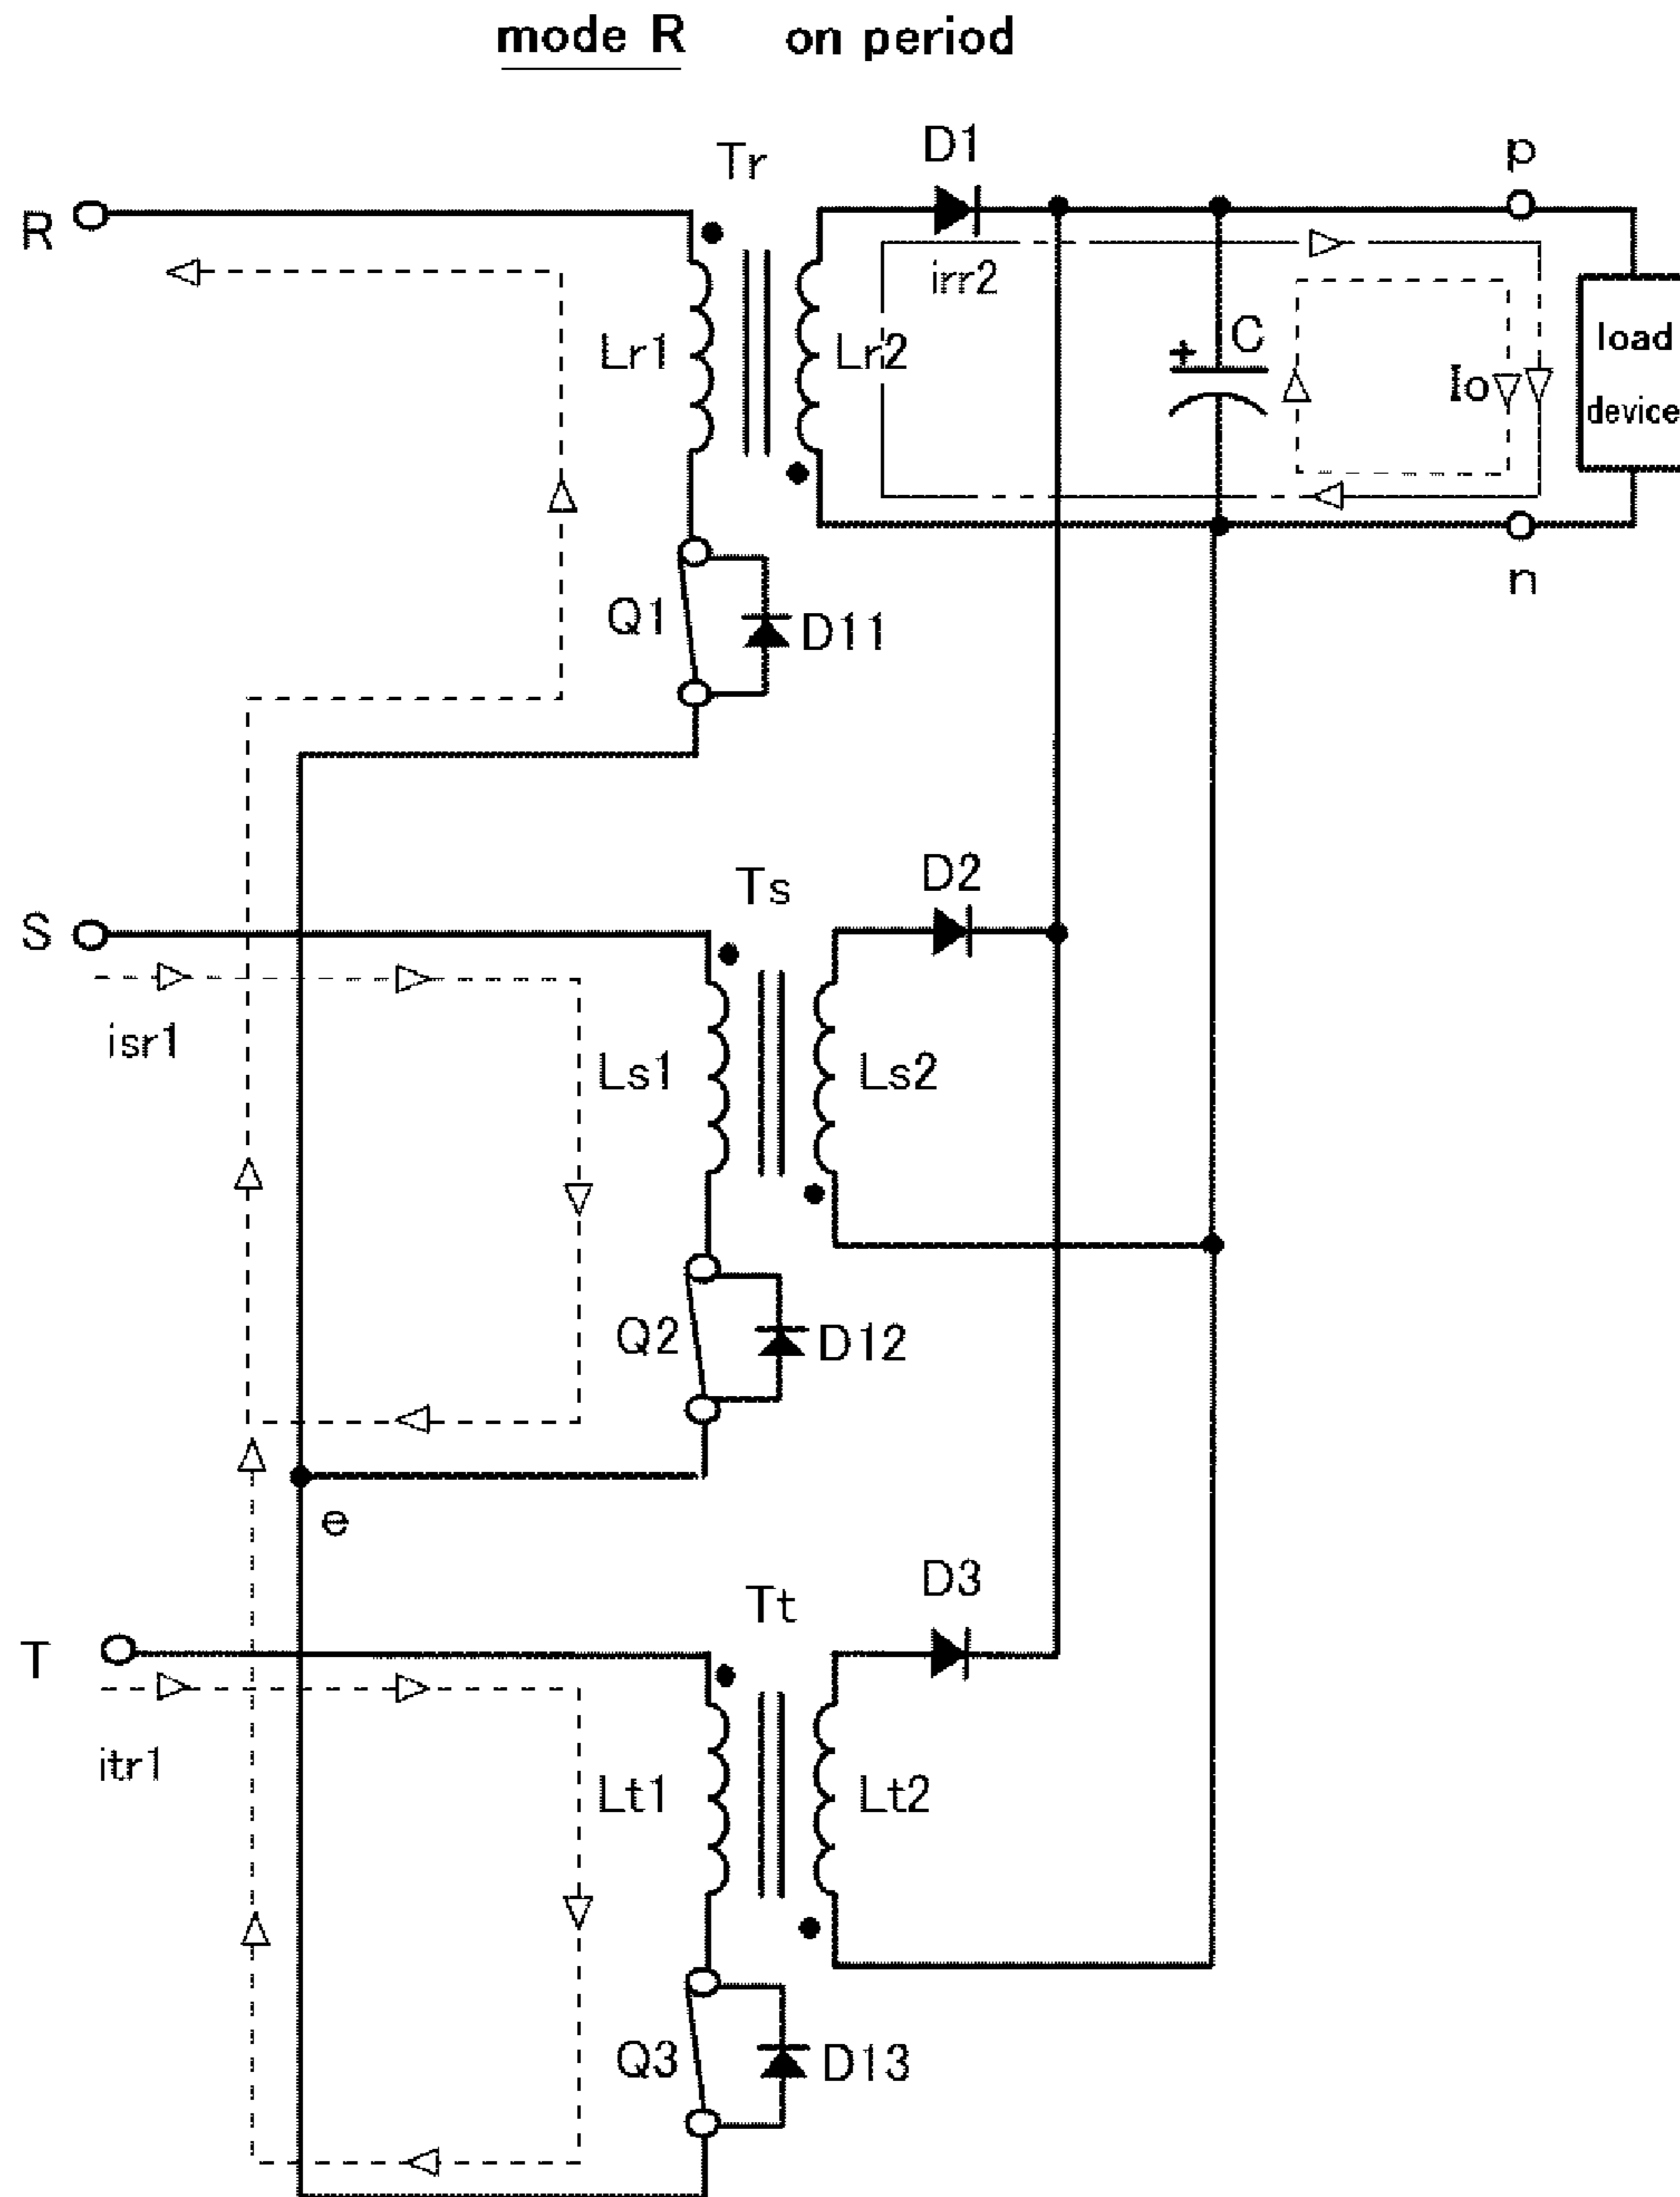 mode R on period
Tr
D1
p
R
irr2
Lr1
Lr2
+
C
Io
load
device
n
Q1
D11
Ts
D2
S
isr1
Ls1
Ls2
Q2
D12
e
Tt
D3
T
itr1
Lt1
Lt2
Q3
D13